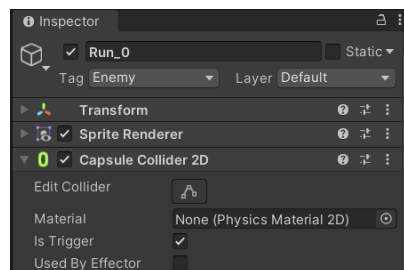 Inspector
Run_0 Static
Tag Enemy Layer Default
Transform
Sprite Renderer
Capsule Collider 2D
Edit Collider
Material None (Physics Material 2D)
Is Trigger
Used By Effector